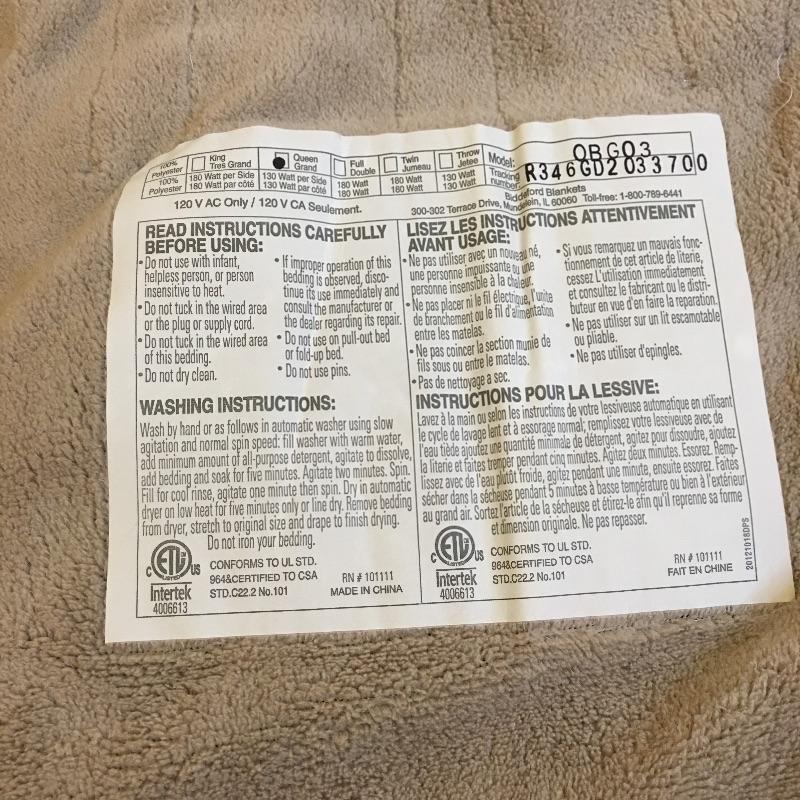 100% Polyester
100% Polyester
King
Tres Grand
180 Watt per Side
180 Watt par côté
Queen
Grand
130 Watt per Side
130 Watt par côté
Full
Double
180 Watt
180 Watt
Twin
Jumeau
180 Watt
180 Watt
Throw
Jetee
130 Watt
130 Watt
Model: OBG03
Tracking number: R346GD2 033700
120 V AC Only / 120 V CA Seulement.
Biddeford Blankets
300-302 Terrace Drive, Mundelein, IL 60060 Toll-free: 1-800-789-6441
READ INSTRUCTIONS CAREFULLY
BEFORE USING:
• Do not use with infant,
helpless person, or person
insensitive to heat.
• Do not tuck in the wired area
or the plug or supply cord.
• Do not tuck in the wired area
of this bedding.
• Do not dry clean.
• If improper operation of this
bedding is observed, disco-
tinue its use immediately and
consult the manufacturer or
the dealer regarding its repair.
• Do not use on pull-out bed
or fold-up bed.
• Do not use pins.
WASHING INSTRUCTIONS:
Wash by hand or as follows in automatic washer using slow
agitation and normal spin speed: fill washer with warm water,
add minimum amount of all-purpose detergent, agitate to dissolve,
add bedding and soak for five minutes. Agitate two minutes. Spin.
Fill for cool rinse, agitate one minute then spin. Dry in automatic
dryer on low heat for five minutes only or line dry. Remove bedding
from dryer, stretch to original size and drape to finish drying.
Do not iron your bedding.
c ETL us
LISTED
Intertek
4006613
CONFORMS TO UL STD.
964&CERTIFIED TO CSA
STD.C22.2 No.101
RN # 101111
MADE IN CHINA
LISEZ LES INSTRUCTIONS ATTENTIVEMENT
AVANT USAGE:
• Ne pas utiliser avec un nouveau né,
une personne impuissante ou une
personne insensible à la chaleur.
• Ne pas placer ni le fil électrique, l'unite
de branchement ou le fil d'alimentation
entre les matelas.
• Ne pas coincer la section munie de
fils sous ou entre le matelas.
• Pas de nettoyage a sec.
• Si vous remarquez un mauvais fonc-
tionnement de cet article de literie,
cessez L'utilisation immediatement
et consultez le fabricant ou le distri-
buteur en vue d'en faire la reparation.
• Ne pas utiliser sur un lit escamotable
ou pliable.
• Ne pas utiliser d'epingles.
INSTRUCTIONS POUR LA LESSIVE:
Lavez à la main ou selon les instructions de votre lessiveuse automatique en utilisant
le cycle de lavage lent et à essorage normal; remplissez votre lessiveuse avec de
l'eau tiède ajoutez une quantité minimale de détergent, agitez pour dissoudre, ajoutez
la literie et faites tremper pendant cinq minutes. Agitez deux minutes. Essorez. Remp-
lissez avec de l'eau plutôt froide, agitez pendant une minute, ensuite essorez. Faites
sécher dans la sécheuse pendant 5 minutes à basse température ou bien à l'extérieur
au grand air. Sortez l'article de la sécheuse et étirez-le afin qu'il reprenne sa forme
et dimension originale. Ne pas repasser.
c ETL us
LISTED
Intertek
4006613
CONFORMS TO UL STD.
964&CERTIFIED TO CSA
STD.C22.2 No.101
RN # 101111
FAIT EN CHINE
20121018DPS